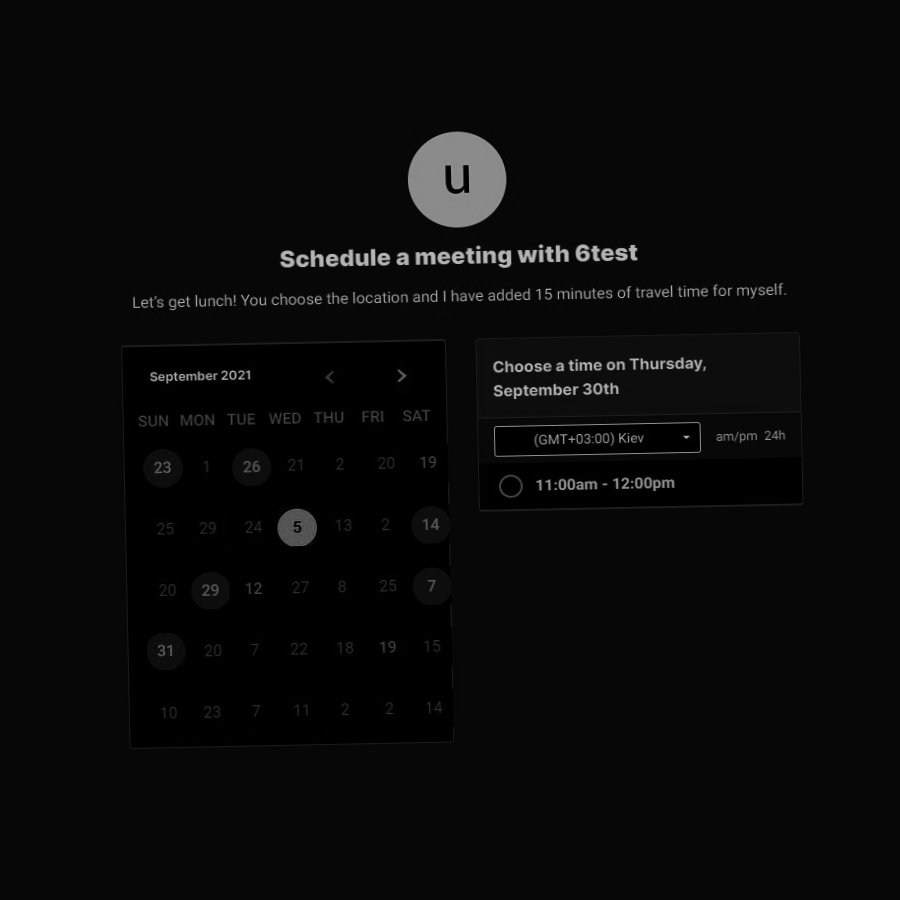 u
Schedule a meeting with 6test
Let's get lunch! You choose the location and I have added 15 minutes of travel time for myself.
September 2021
SUN MON TUE WED THU FRI SAT
23 1 26 21 2 20 19
25 29 24 5 13 2 14
20 29 12 27 8 25 7
31 20 7 22 18 19 15
10 23 7 11 2 2 14
Choose a time on Thursday,
September 30th
(GMT+03:00) Kiev am/pm 24h
11:00am - 12:00pm